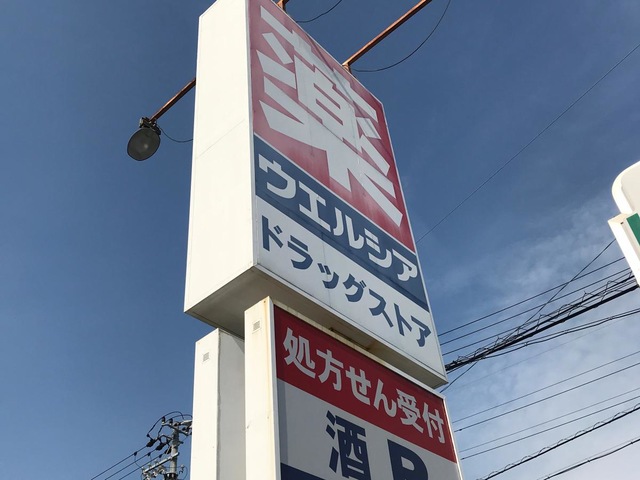 薬
ウエルシア
ドラッグストア
処方せん受付
酒 P